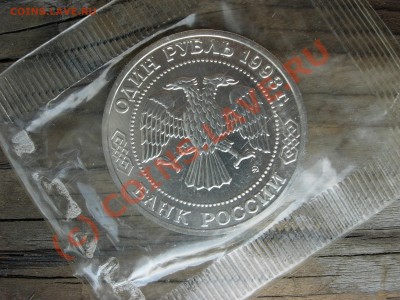 COINS.LAVE.RU
ОДИН РУБЛЬ 1993 г.
БАНК РОССИИ
(c) COINS.LAVE.RU